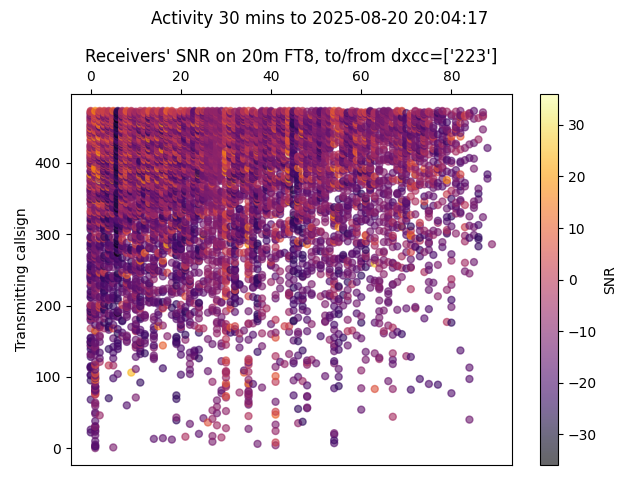 Activity 30 mins to 2025-08-20 20:04:17
Receivers' SNR on 20m FT8, to/from dxcc=['223']
0 20 40 60 80
400
300
200
100
0
Transmitting callsign
30
20
10
0
−10
−20
−30
SNR